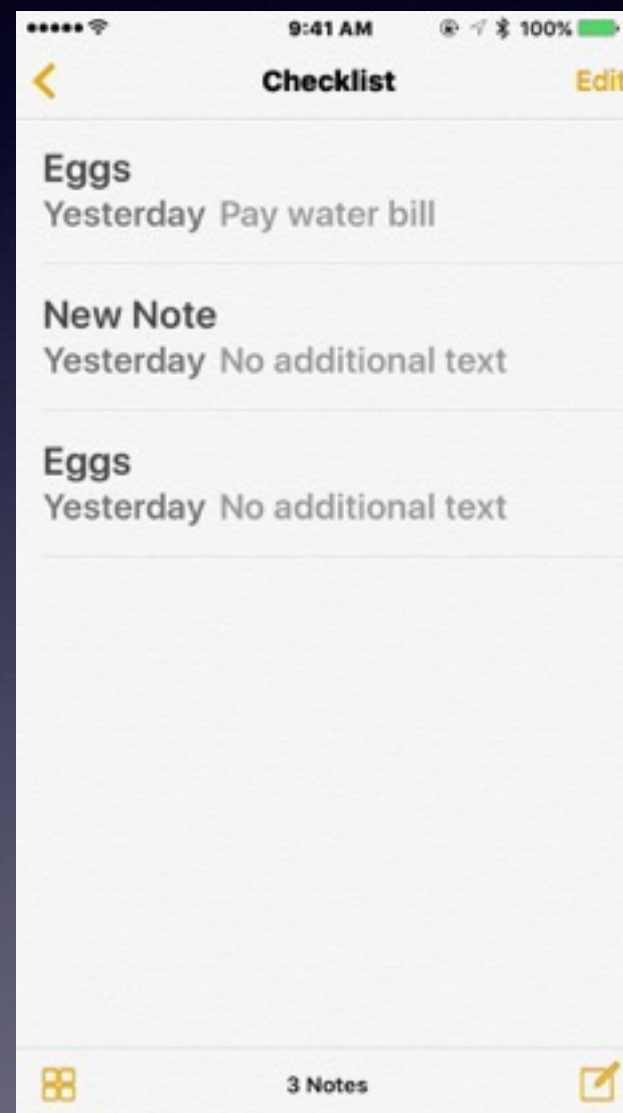 9:41 AM 100%
Checklist Edit
Eggs
Yesterday Pay water bill
New Note
Yesterday No additional text
Eggs
Yesterday No additional text
3 Notes